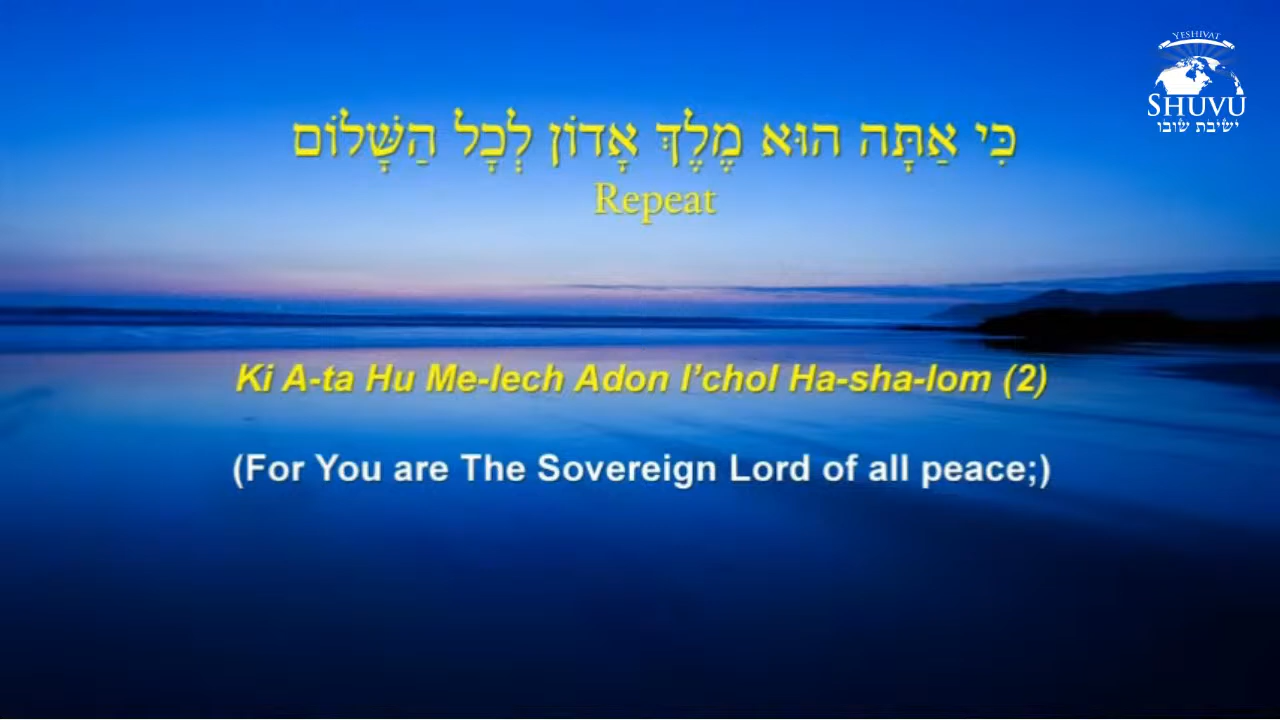 YESHIVAT
SHUVU
ישיבת שובו
כִּי אַתָּה הוּא מֶלֶךְ אָדוֹן לְכָל הַשָּׁלוֹם
Repeat
Ki A-ta Hu Me-lech Adon l’chol Ha-sha-lom (2)
(For You are The Sovereign Lord of all peace;)